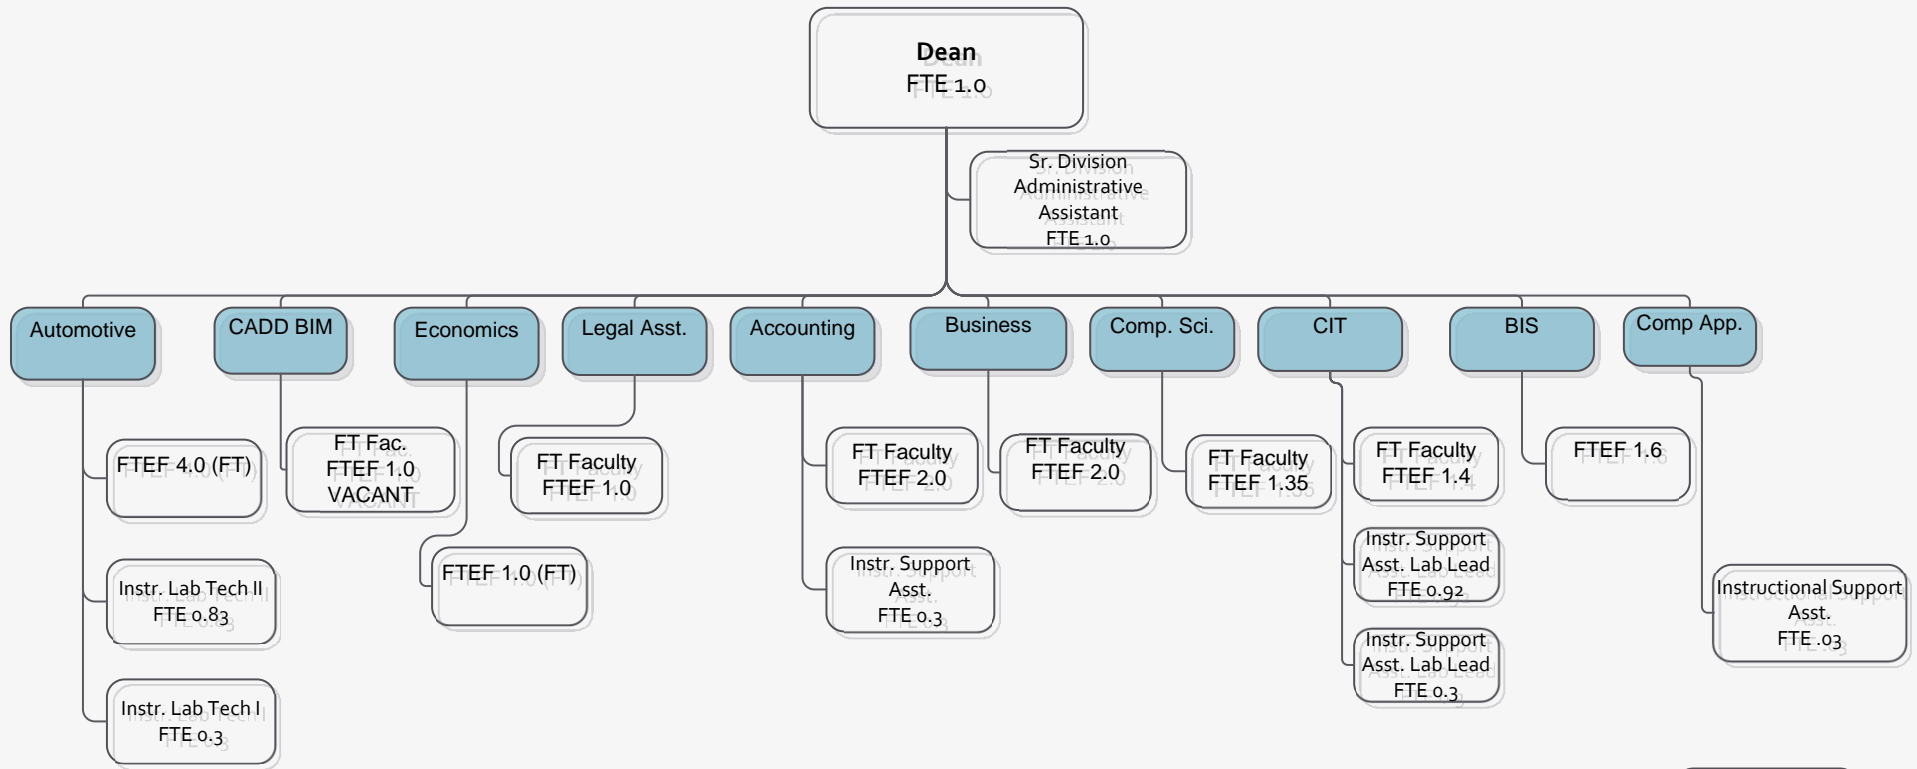 Dean
FTE 1.0
Sr. Division
Administrative
Assistant
FTE 1.0
Automotive
CADD BIM
Economics
Legal Asst.
Accounting
Business
Comp. Sci.
CIT
BIS
Comp App.
FTEF 4.0 (FT)
Instr. Lab Tech II
FTE 0.83
Instr. Lab Tech I
FTE 0.3
FT Fac.
FTEF 1.0
VACANT
FTEF 1.0 (FT)
FT Faculty
FTEF 1.0
FT Faculty
FTEF 2.0
Instr. Support
Asst.
FTE 0.3
FT Faculty
FTEF 2.0
FT Faculty
FTEF 1.35
FT Faculty
FTEF 1.4
Instr. Support
Asst. Lab Lead
FTE 0.92
Instr. Support
Asst. Lab Lead
FTE 0.3
FTEF 1.6
Instructional Support
Asst.
FTE .03